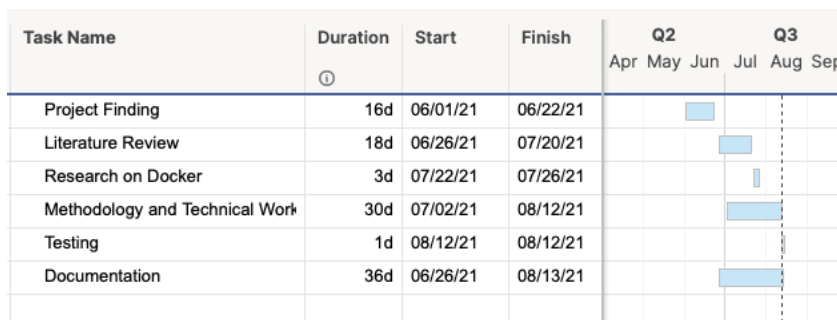 Task Name Duration Start Finish Q2 Q3
Apr May Jun Jul Aug Sep
Project Finding 16d 06/01/21 06/22/21
Literature Review 18d 06/26/21 07/20/21
Research on Docker 3d 07/22/21 07/26/21
Methodology and Technical Work 30d 07/02/21 08/12/21
Testing 1d 08/12/21 08/12/21
Documentation 36d 06/26/21 08/13/21